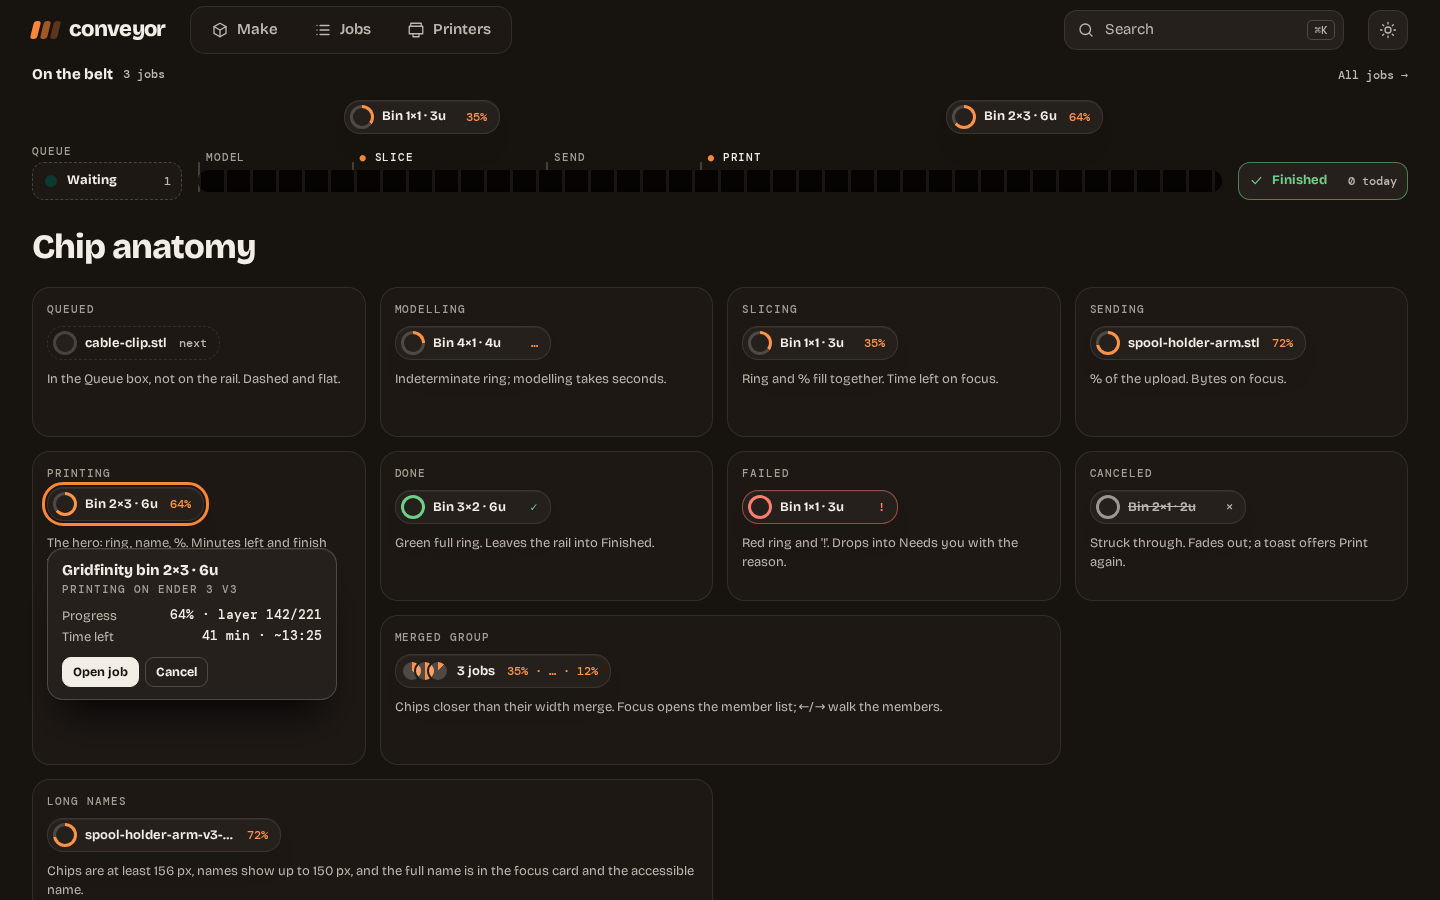 conveyor
Make
Jobs
Printers
Search
⌘K
On the belt 3 jobs
All jobs →
Bin 1×1 · 3u 35%
Bin 2×3 · 6u 64%
QUEUE
MODEL
SLICE
SEND
PRINT
Waiting 1
Finished 0 today
Chip anatomy
QUEUED
cable-clip.stl next
In the Queue box, not on the rail. Dashed and flat.
MODELLING
Bin 4×1 · 4u …
Indeterminate ring; modelling takes seconds.
SLICING
Bin 1×1 · 3u 35%
Ring and % fill together. Time left on focus.
SENDING
spool-holder-arm.stl 72%
% of the upload. Bytes on focus.
PRINTING
Bin 2×3 · 6u 64%
The hero: ring, name, %. Minutes left and finish
Gridfinity bin 2×3 · 6u
PRINTING ON ENDER 3 V3
Progress 64% · layer 142/221
Time left 41 min · ~13:25
Open job
Cancel
DONE
Bin 3×2 · 6u ✓
Green full ring. Leaves the rail into Finished.
FAILED
Bin 1×1 · 3u !
Red ring and '!'. Drops into Needs you with the
reason.
CANCELED
Bin 2×1 · 2u ×
Struck through. Fades out; a toast offers Print
again.
MERGED GROUP
3 jobs 35% · … · 12%
Chips closer than their width merge. Focus opens the member list; ←/→ walk the members.
LONG NAMES
spool-holder-arm-v3-… 72%
Chips are at least 156 px, names show up to 150 px, and the full name is in the focus card and the accessible
name.